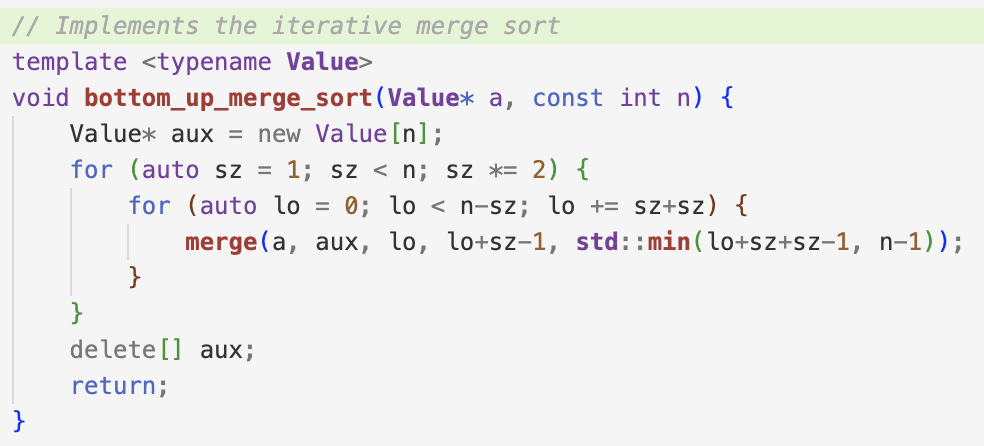 // Implements the iterative merge sort
template <typename Value>
void bottom_up_merge_sort(Value* a, const int n) {
    Value* aux = new Value[n];
    for (auto sz = 1; sz < n; sz *= 2) {
        for (auto lo = 0; lo < n-sz; lo += sz+sz) {
            merge(a, aux, lo, lo+sz-1, std::min(lo+sz+sz-1, n-1));
        }
    }
    delete[] aux;
    return;
}